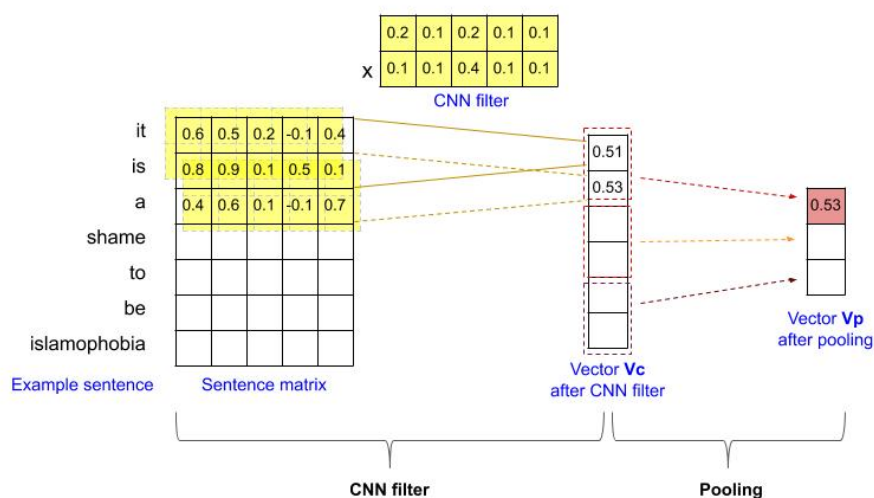 0.2 0.1 0.2 0.1 0.1
x 0.1 0.1 0.4 0.1 0.1
CNN filter
it 0.6 0.5 0.2 -0.1 0.4
0.51
is 0.8 0.9 0.1 0.5 0.1
0.53
a 0.4 0.6 0.1 -0.1 0.7
0.53
shame
to
be
islamophobia
Example sentence
Sentence matrix
Vector Vc
after CNN filter
Vector Vp
after pooling
CNN filter
Pooling